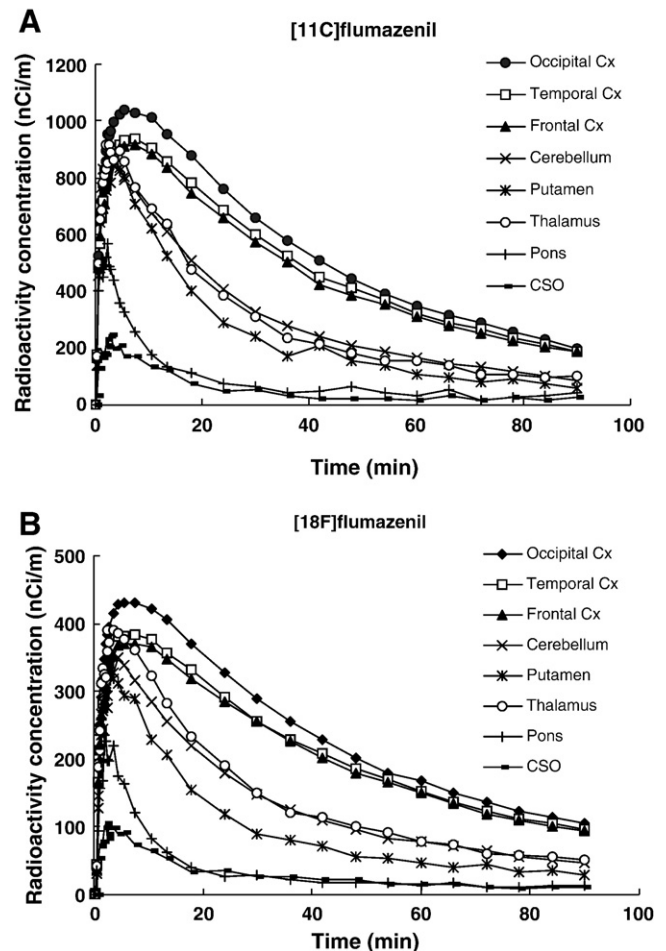 A
[11C]flumazenil
Radioactivity concentration (nCi/m)
1200
1000
800
600
400
200
0
0 20 40 60 80 100
Time (min)
Occipital Cx
Temporal Cx
Frontal Cx
Cerebellum
Putamen
Thalamus
Pons
CSO
B
[18F]flumazenil
Radioactivity concentration (nCi/m)
500
400
300
200
100
0
0 20 40 60 80 100
Time (min)
Occipital Cx
Temporal Cx
Frontal Cx
Cerebellum
Putamen
Thalamus
Pons
CSO